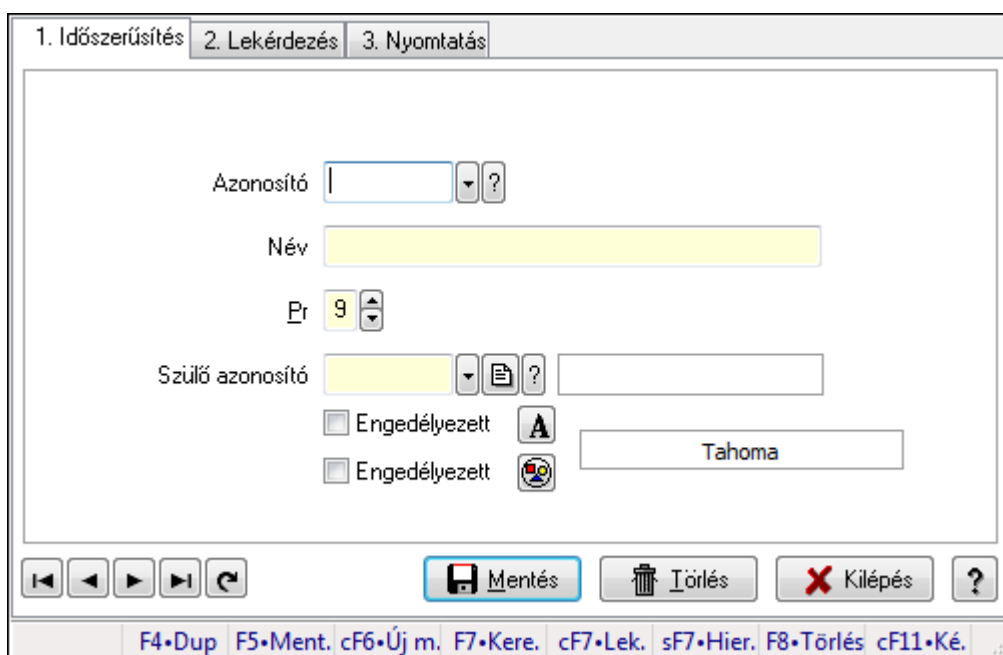 1. Időszerűsítés 2. Lekérdezés 3. Nyomtatás
Azonosító ?
Név
Pr 9
Szülő azonosító ?
Engedélyezett A
Engedélyezett
Tahoma
Mentés Törlés Kilépés ?
F4•Dup F5•Ment. cF6•Új m. F7•Kere. cF7•Lek. sF7•Hier. F8•Törlés cF11•Ké.